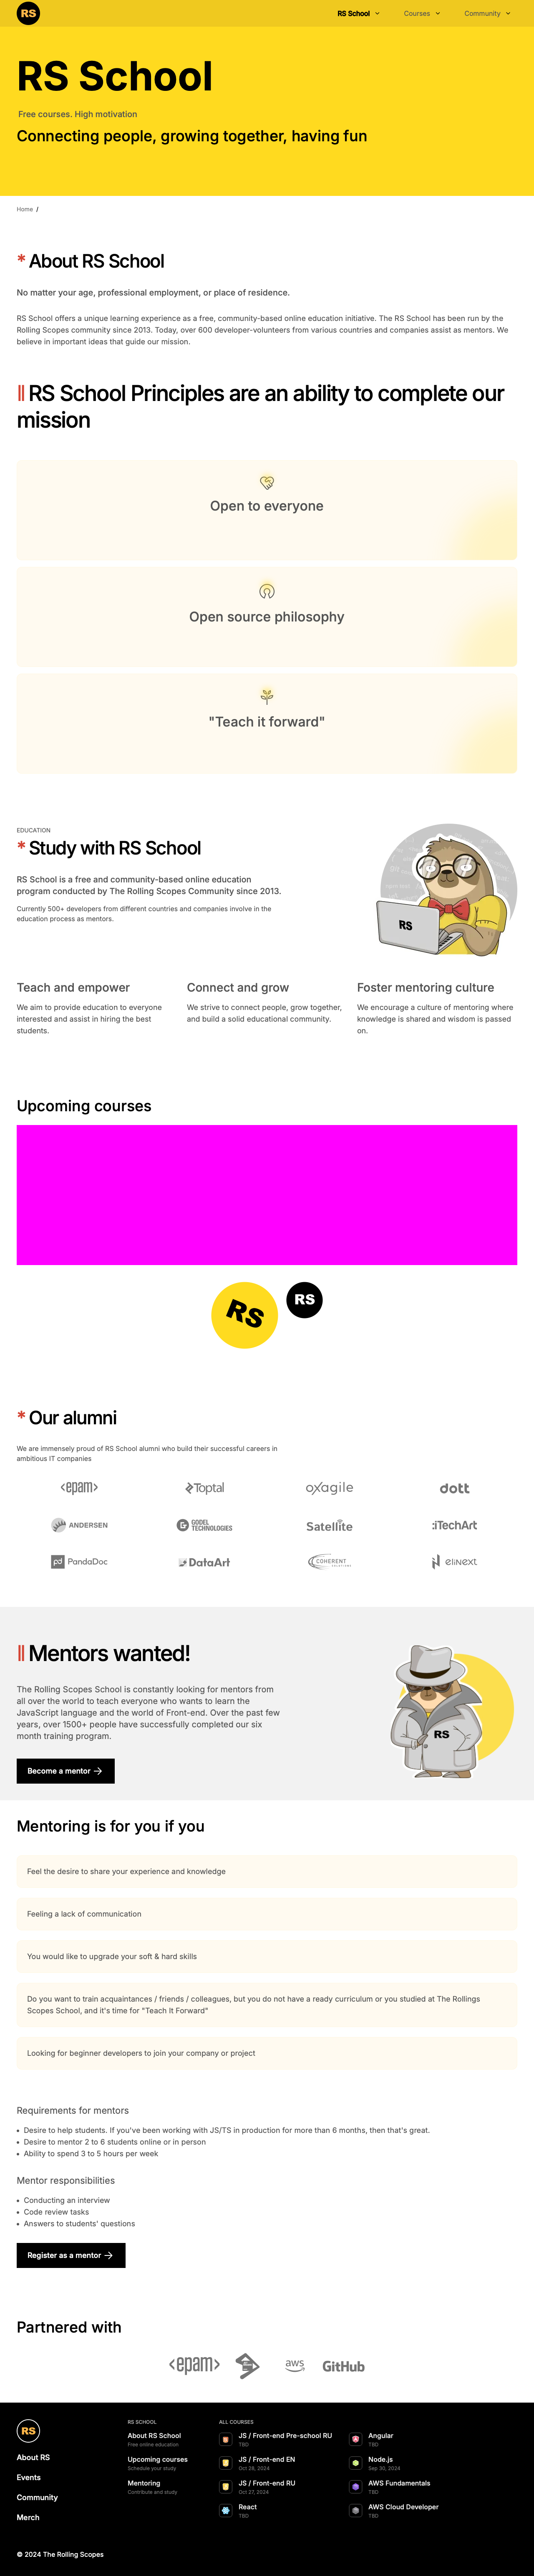 RS
RS School
Courses
Community
RS School
Free courses. High motivation
Connecting people, growing together, having fun
Home /
* About RS School
No matter your age, professional employment, or place of residence.
RS School offers a unique learning experience as a free, community-based online education initiative. The RS School has been run by the
Rolling Scopes community since 2013. Today, over 600 developer-volunteers from various countries and companies assist as mentors. We
believe in important ideas that guide our mission.
RS School Principles are an ability to complete our
mission
Open to everyone
Open source philosophy
"Teach it forward"
EDUCATION
* Study with RS School
RS School is a free and community-based online education
program conducted by The Rolling Scopes Community since 2013.
Currently 500+ developers from different countries and companies involve in the
education process as mentors.
RS
Teach and empower
We aim to provide education to everyone
interested and assist in hiring the best
students.
Connect and grow
We strive to connect people, grow together,
and build a solid educational community.
Foster mentoring culture
We encourage a culture of mentoring where
knowledge is shared and wisdom is passed
on.
Upcoming courses
RS
RS
* Our alumni
We are immensely proud of RS School alumni who build their successful careers in
ambitious IT companies
<epam>
Toptal
oxagile
dott
ANDERSEN
GODEL
TECHNOLOGIES
Satellite
:iTechArt
pd PandaDoc
DataArt
COHERENT
SOLUTIONS
elinext
Mentors wanted!
The Rolling Scopes School is constantly looking for mentors from
all over the world to teach everyone who wants to learn the
JavaScript language and the world of Front-end. Over the past few
years, over 1500+ people have successfully completed our six
month training program.
Become a mentor
RS
Mentoring is for you if you
Feel the desire to share your experience and knowledge
Feeling a lack of communication
You would like to upgrade your soft & hard skills
Do you want to train acquaintances / friends / colleagues, but you do not have a ready curriculum or you studied at The Rollings
Scopes School, and it's time for "Teach It Forward"
Looking for beginner developers to join your company or project
Requirements for mentors
• Desire to help students. If you've been working with JS/TS in production for more than 6 months, then that's great.
• Desire to mentor 2 to 6 students online or in person
• Ability to spend 3 to 5 hours per week
Mentor responsibilities
• Conducting an interview
• Code review tasks
• Answers to students' questions
Register as a mentor
Partnered with
<epam>
aws
GitHub
RS
About RS
Events
Community
Merch
RS SCHOOL
About RS School
Free online education
Upcoming courses
Schedule your study
Mentoring
Contribute and study
ALL COURSES
JS / Front-end Pre-school RU
TBD
JS / Front-end EN
Oct 28, 2024
JS / Front-end RU
Oct 27, 2024
React
TBD
Angular
TBD
Node.js
Sep 30, 2024
AWS Fundamentals
TBD
AWS Cloud Developer
TBD
© 2024 The Rolling Scopes